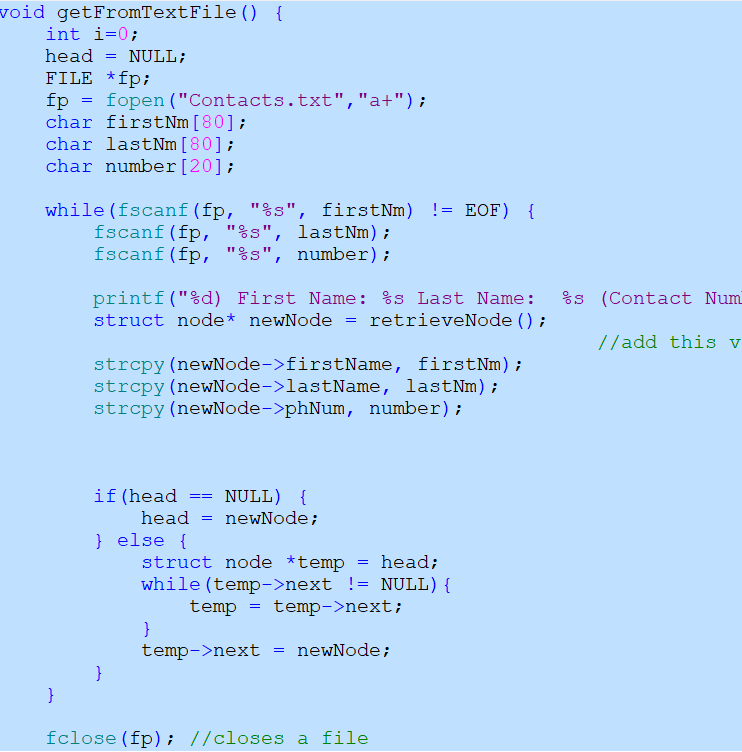 void getFromTextFile() {
    int i=0;
    head = NULL;
    FILE *fp;
    fp = fopen("Contacts.txt","a+");
    char firstNm[80];
    char lastNm[80];
    char number[20];
    while(fscanf(fp, "%s", firstNm) != EOF) {
        fscanf(fp, "%s", lastNm);
        fscanf(fp, "%s", number);
        printf("%d) First Name: %s Last Name:  %s (Contact
        struct node* newNode = retrieveNode();
                                                  //add this
        strcpy(newNode->firstName, firstNm);
        strcpy(newNode->lastName, lastNm);
        strcpy(newNode->phNum, number);
        if(head == NULL) {
            head = newNode;
        } else {
            struct node *temp = head;
            while(temp->next != NULL){
                temp = temp->next;
            }
            temp->next = newNode;
        }
    }
    fclose(fp); //closes a file